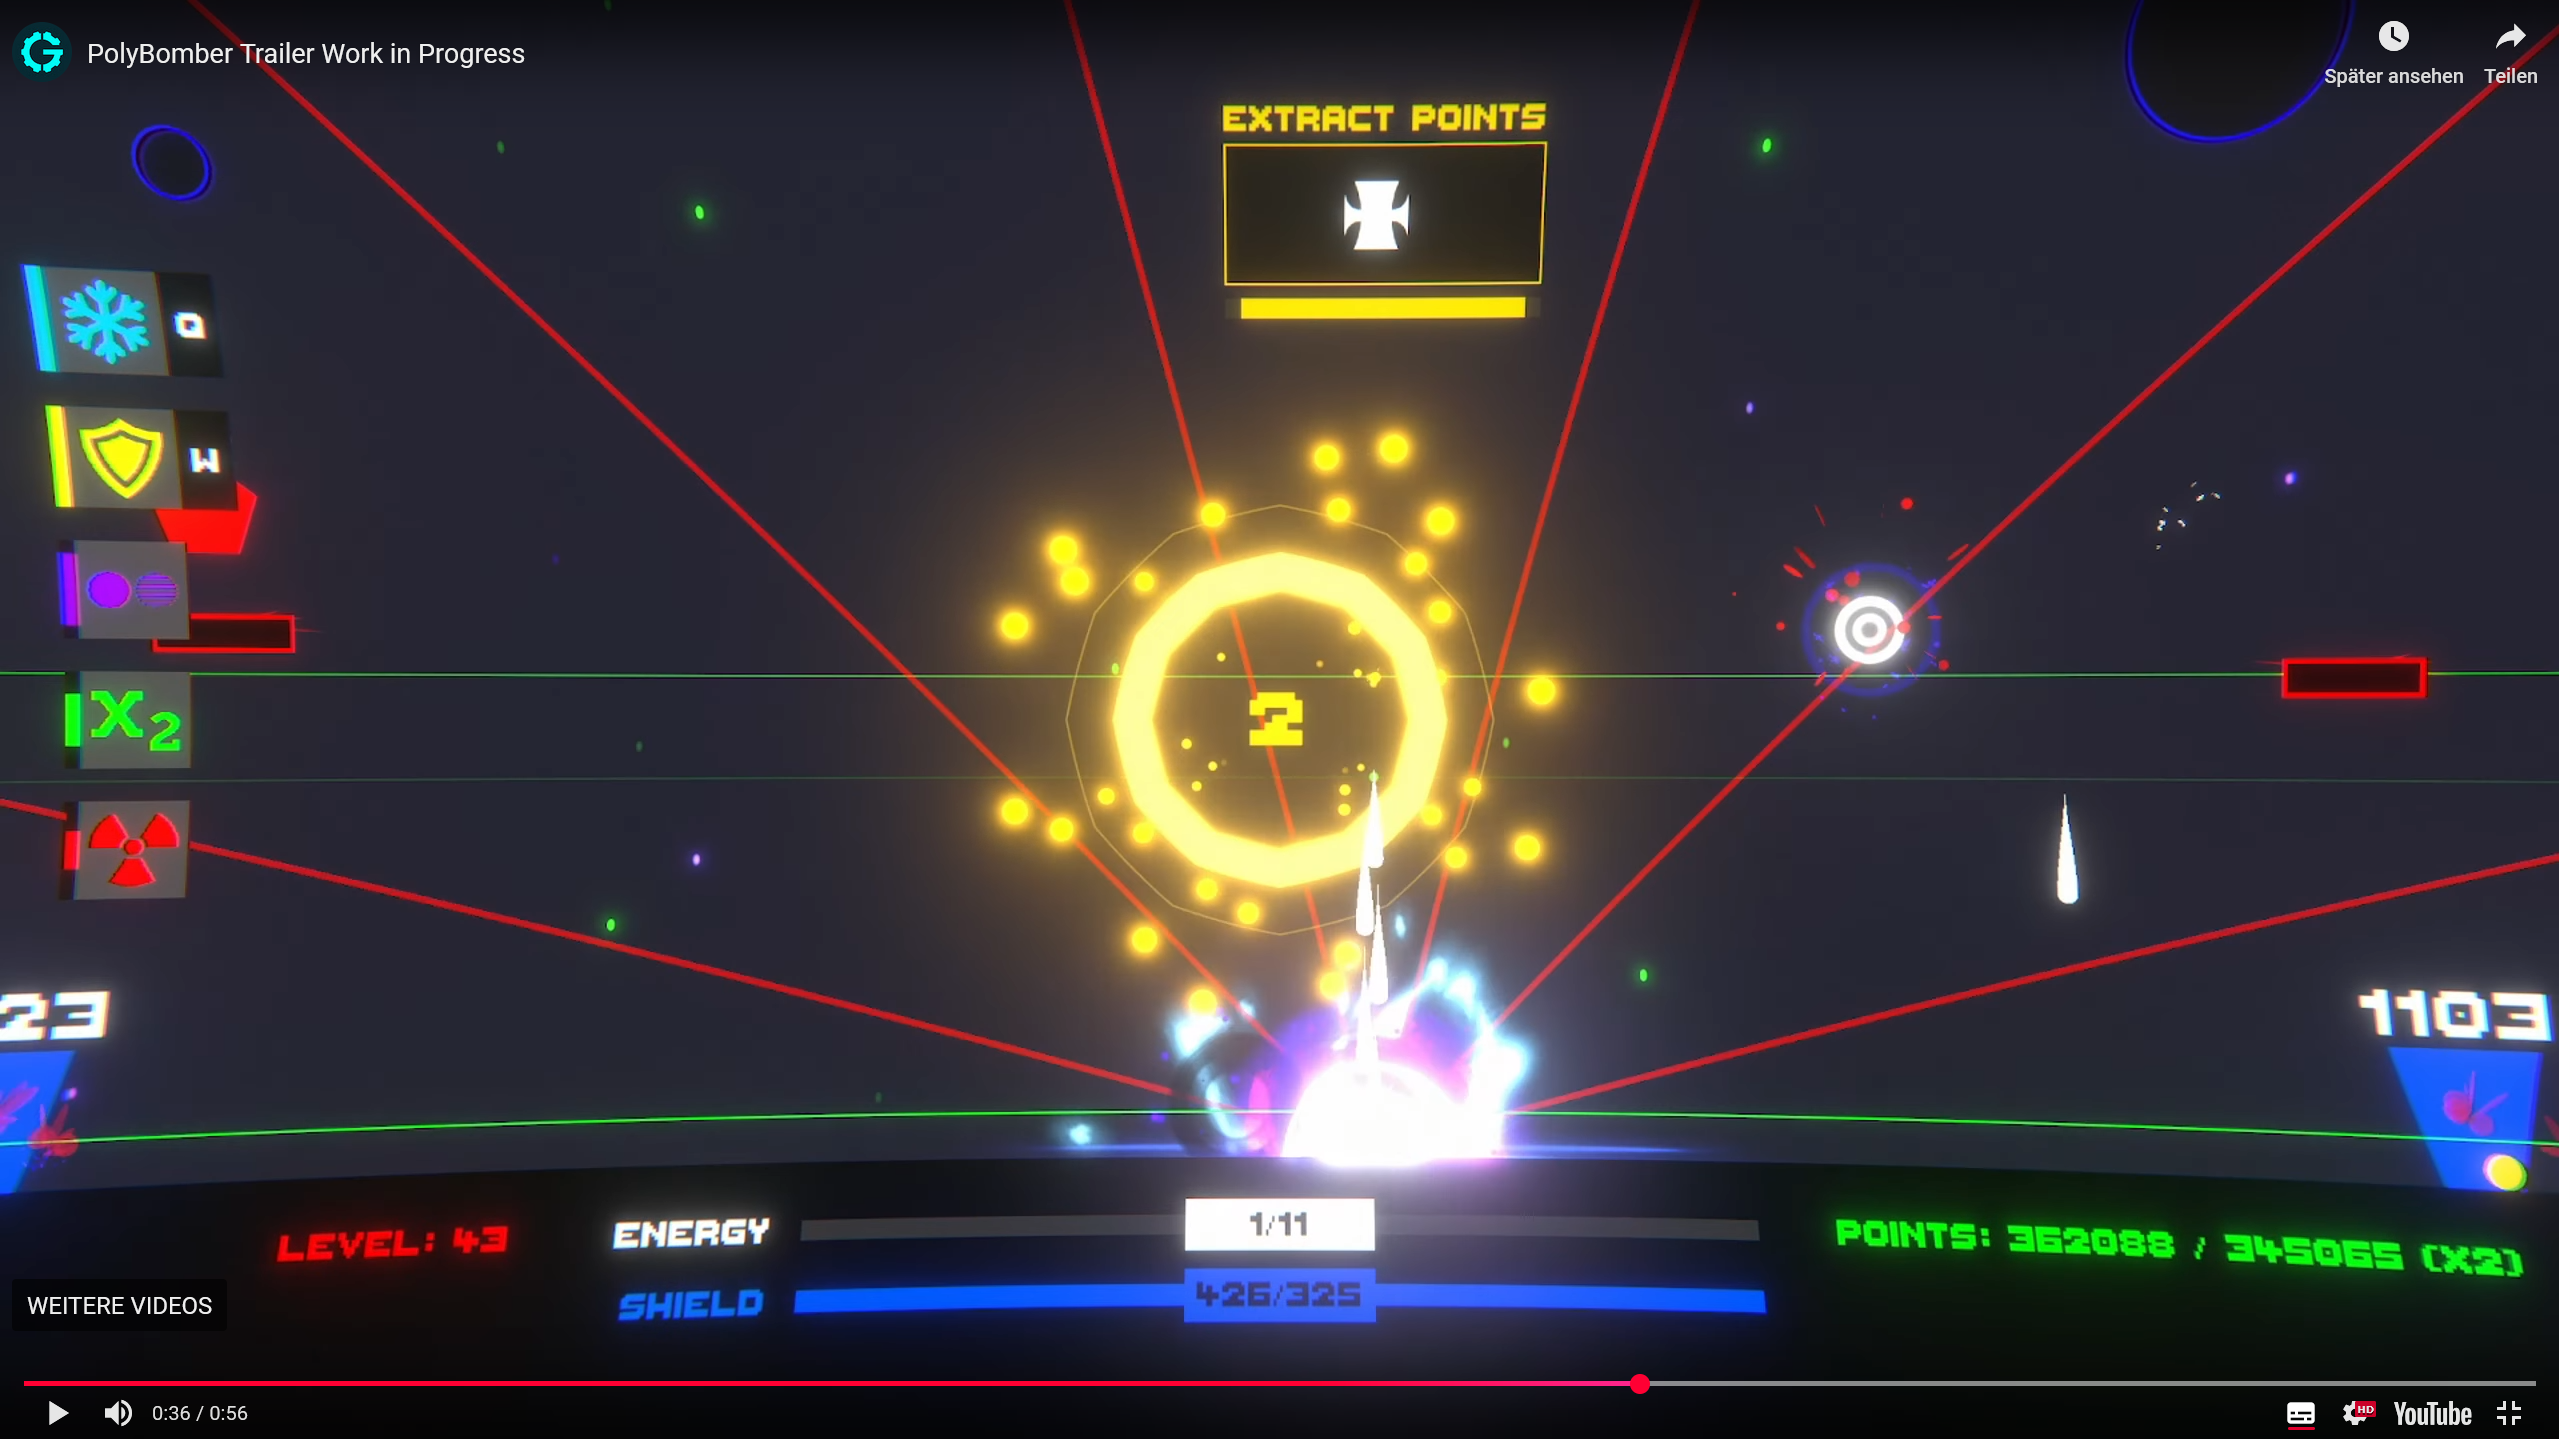 PolyBomber Trailer Work in Progress
Später ansehen
Teilen
EXTRACT POINTS
Q
W
2
X2
23
1103
LEVEL: 43
ENERGY
1/11
POINTS: 362088 / 345065 (X2)
SHIELD
426/325
WEITERE VIDEOS
0:36 / 0:56
HD
YouTube